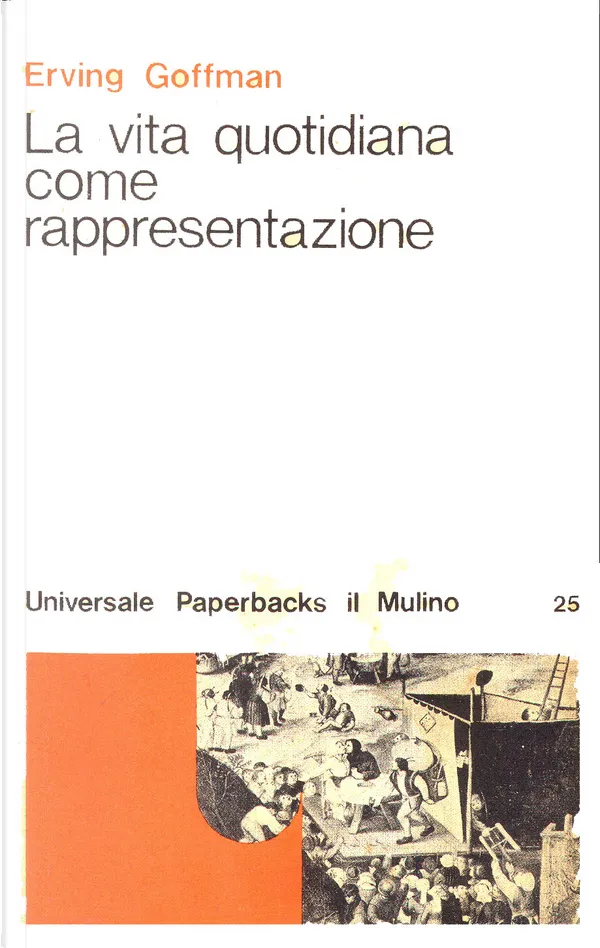 Erving Goffman
La vita quotidiana
come
rappresentazione
Universale Paperbacks il Mulino 25